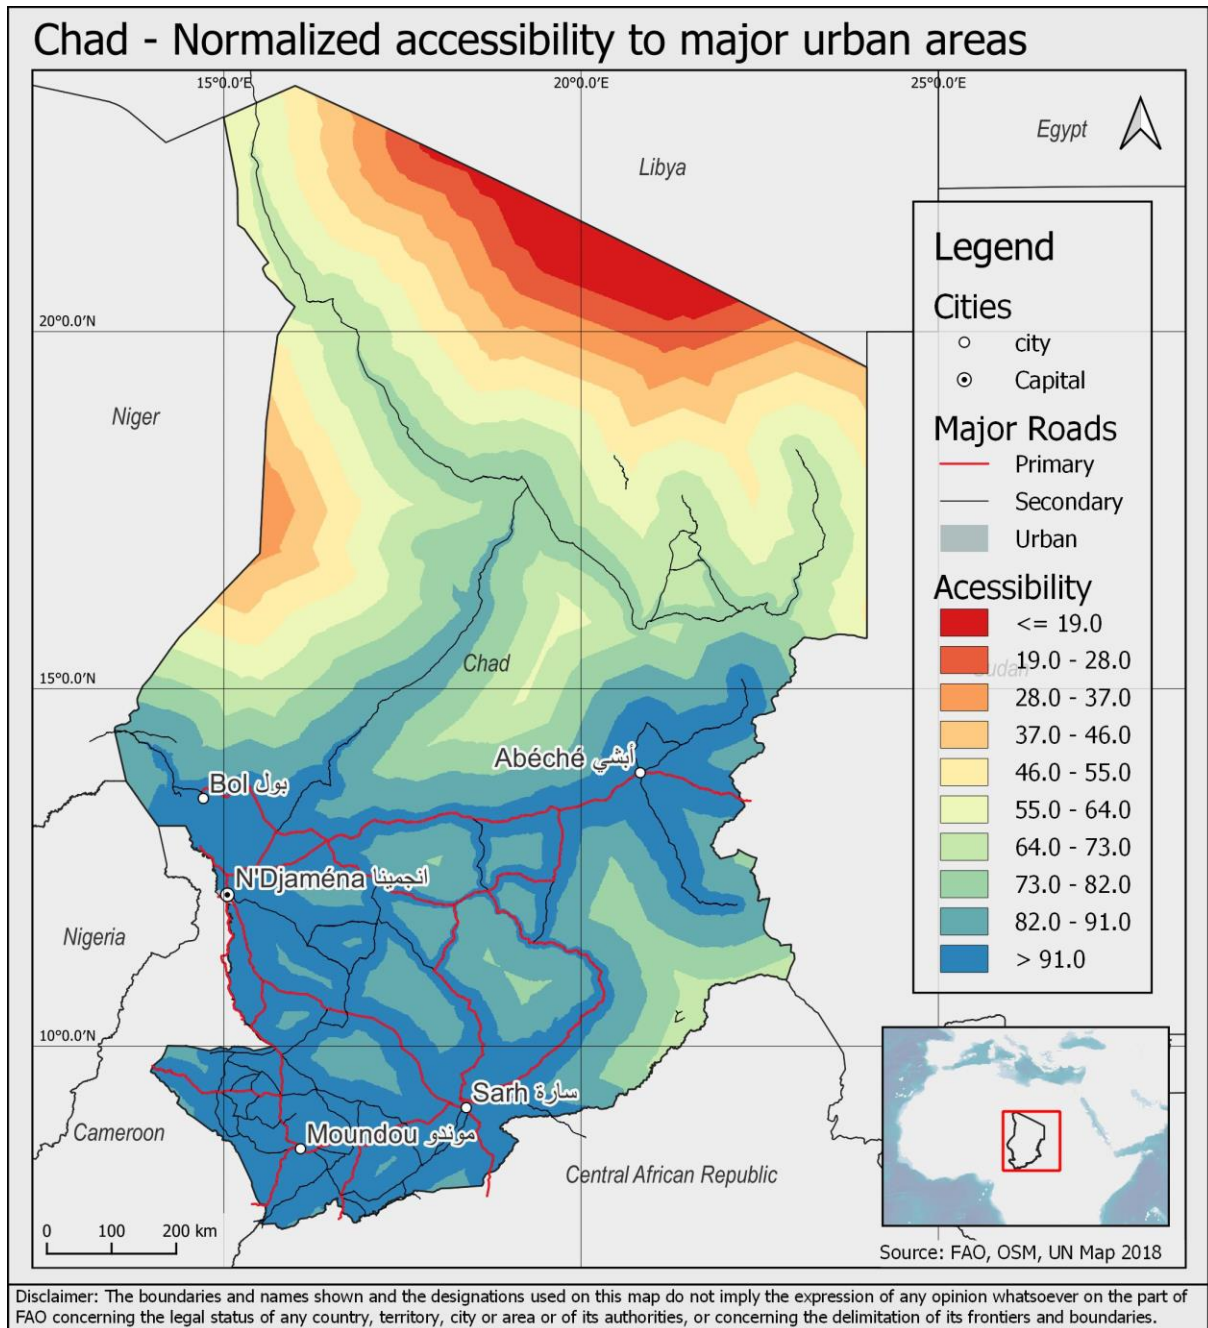 Chad - Normalized accessibility to major urban areas
15°0.0'E
20°0.0'E
25°0.0'E
Egypt
Libya
Legend
Cities
city
Capital
20°0.0'N
Niger
Major Roads
Primary
Secondary
Urban
Acessibility
<= 19.0
19.0 - 28.0
Sudan
28.0 - 37.0
37.0 - 46.0
46.0 - 55.0
55.0 - 64.0
64.0 - 73.0
73.0 - 82.0
82.0 - 91.0
> 91.0
Chad
15°0.0'N
Abéché أبشي
Bol بول
N'Djaména انجمينا
Nigeria
10°0.0'N
Sarh سارة
Moundou موندو
Cameroon
Central African Republic
0 100 200 km
Source: FAO, OSM, UN Map 2018
Disclaimer: The boundaries and names shown and the designations used on this map do not imply the expression of any opinion whatsoever on the part of
FAO concerning the legal status of any country, territory, city or area or of its authorities, or concerning the delimitation of its frontiers and boundaries.